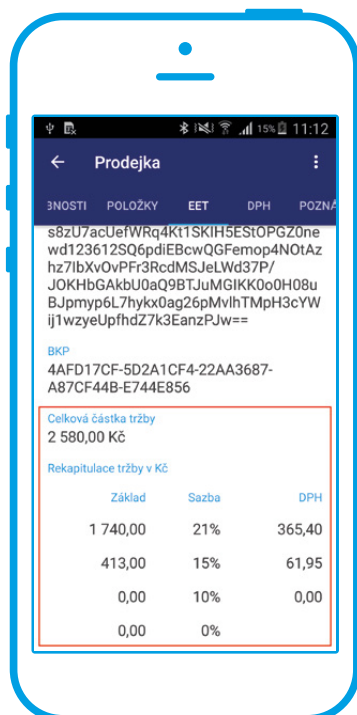 15% 11:12
Prodejka
BNOSTI POLOŽKY EET DPH POZNÁ
s8zU7acUefWRq4Kt1SKIH5EStOPGZ0ne
wd123612SQ6pdiEBcwQGFemop4NOtAz
hz7IbXvOvPFr3RcdMSJeLWd37P/
JOKHbGAkbU0aQ9BTJuMGIKK0o0H08u
BJpmyp6L7hykx0ag26pMvlhTMpH3cYW
ij1wzyeUpfhdZ7k3EanzPJw==
BKP
4AFD17CF-5D2A1CF4-22AA3687-
A87CF44B-E744E856
Celková částka tržby
2 580,00 Kč
Rekapitulace tržby v Kč
Základ Sazba DPH
1 740,00 21% 365,40
413,00 15% 61,95
0,00 10% 0,00
0,00 0%